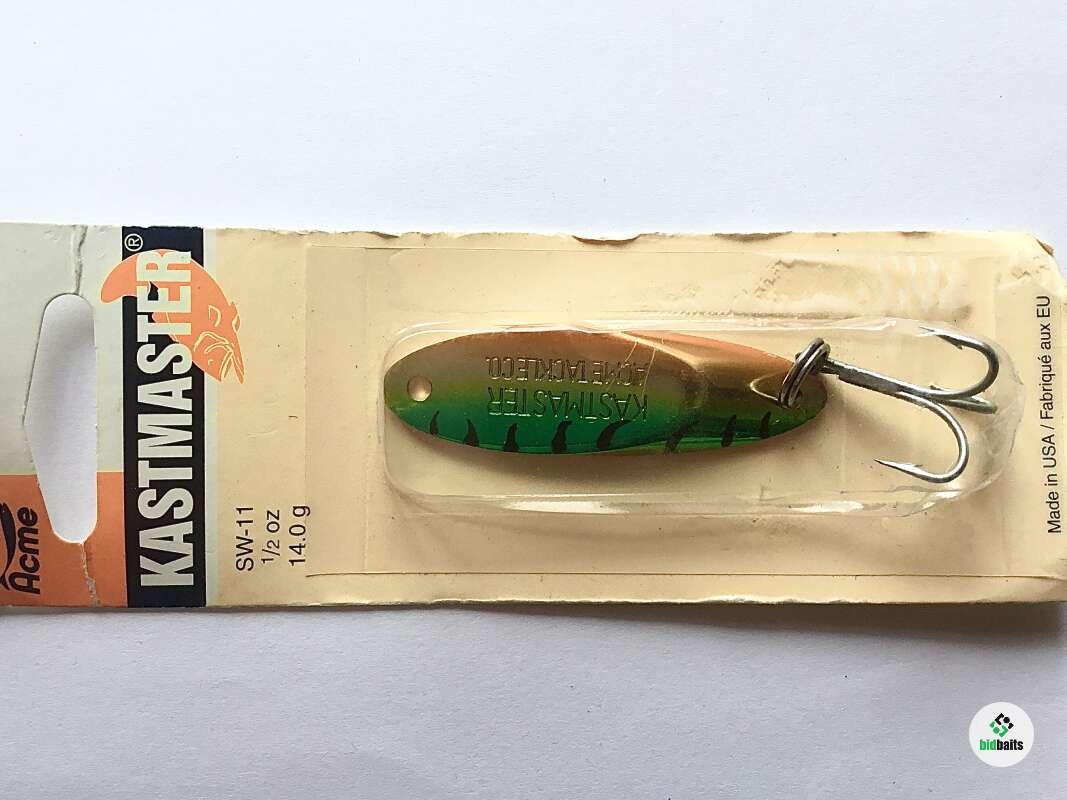 Acme
KASTMASTER®
SW-11
1/2 oz
14.0 g
KASTMASTER
ACME TACKLE CO.
Made in USA / Fabriqué aux EU
bidbaits